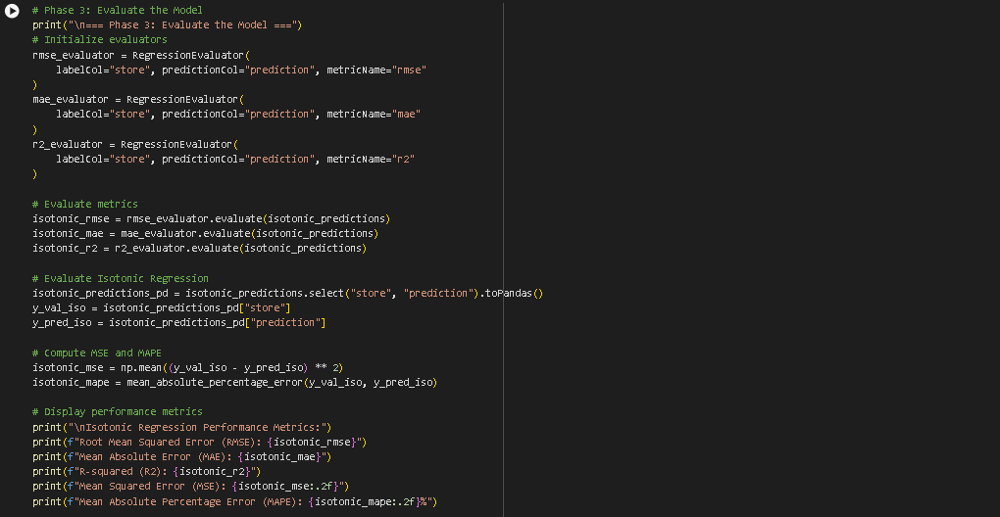 # Phase 3: Evaluate the Model
print("\n=== Phase 3: Evaluate the Model ===")
# Initialize evaluators
rmse_evaluator = RegressionEvaluator(
    labelCol="store", predictionCol="prediction", metricName="rmse"
)
mae_evaluator = RegressionEvaluator(
    labelCol="store", predictionCol="prediction", metricName="mae"
)
r2_evaluator = RegressionEvaluator(
    labelCol="store", predictionCol="prediction", metricName="r2"
)

# Evaluate metrics
isotonic_rmse = rmse_evaluator.evaluate(isotonic_predictions)
isotonic_mae = mae_evaluator.evaluate(isotonic_predictions)
isotonic_r2 = r2_evaluator.evaluate(isotonic_predictions)

# Evaluate Isotonic Regression
isotonic_predictions_pd = isotonic_predictions.select("store", "prediction").toPandas()
y_val_iso = isotonic_predictions_pd["store"]
y_pred_iso = isotonic_predictions_pd["prediction"]

# Compute MSE and MAPE
isotonic_mse = np.mean((y_val_iso - y_pred_iso) ** 2)
isotonic_mape = mean_absolute_percentage_error(y_val_iso, y_pred_iso)

# Display performance metrics
print("\nIsotonic Regression Performance Metrics:")
print(f"Root Mean Squared Error (RMSE): {isotonic_rmse}")
print(f"Mean Absolute Error (MAE): {isotonic_mae}")
print(f"R-squared (R2): {isotonic_r2}")
print(f"Mean Squared Error (MSE): {isotonic_mse:.2f}")
print(f"Mean Absolute Percentage Error (MAPE): {isotonic_mape:.2f}%")